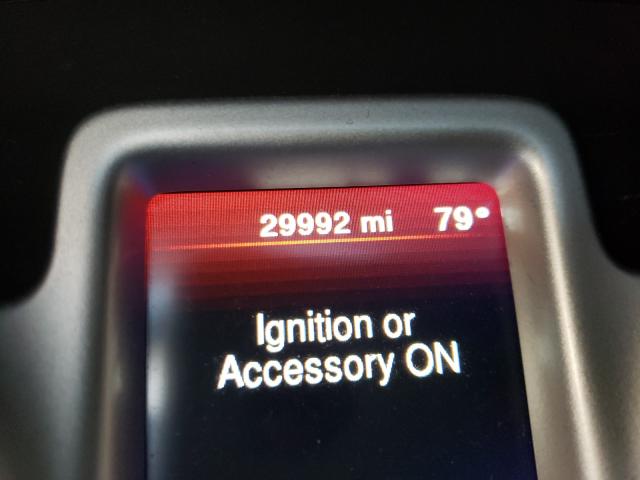 29992 mi 79°
Ignition or
Accessory ON